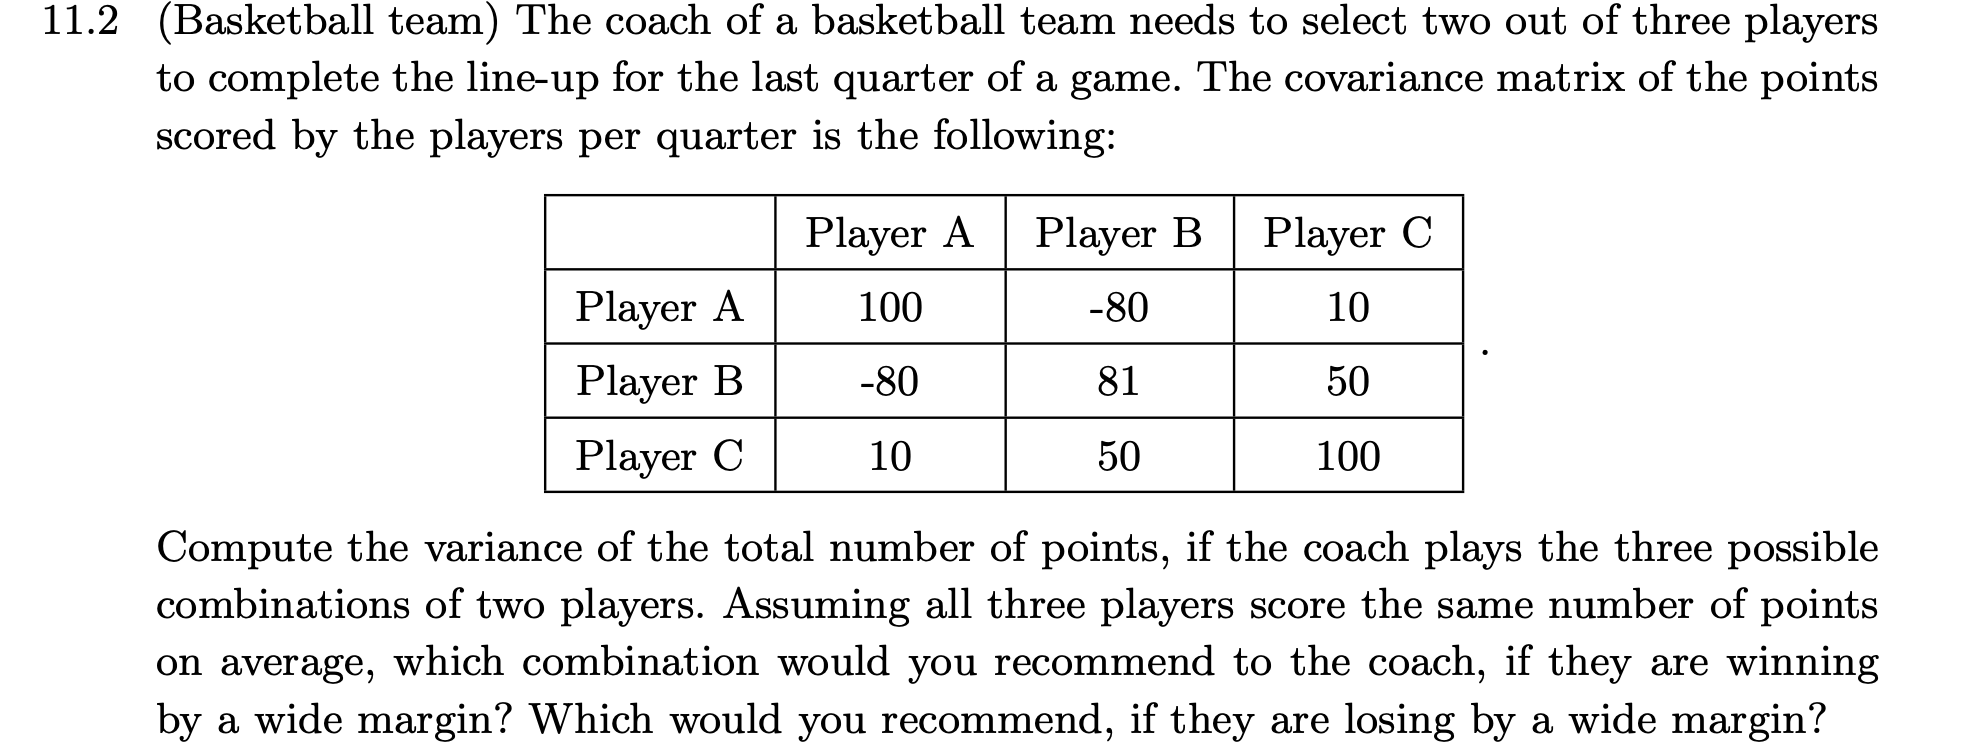 11.2 (Basketball team) The coach of a basketball team needs to select two out of three players
to complete the line-up for the last quarter of a game. The covariance matrix of the points
scored by the players per quarter is the following:
Player A Player B Player C
Player A 100 -80 10
Player B -80 81 50
Player C 10 50 100
.
Compute the variance of the total number of points, if the coach plays the three possible
combinations of two players. Assuming all three players score the same number of points
on average, which combination would you recommend to the coach, if they are winning
by a wide margin? Which would you recommend, if they are losing by a wide margin?